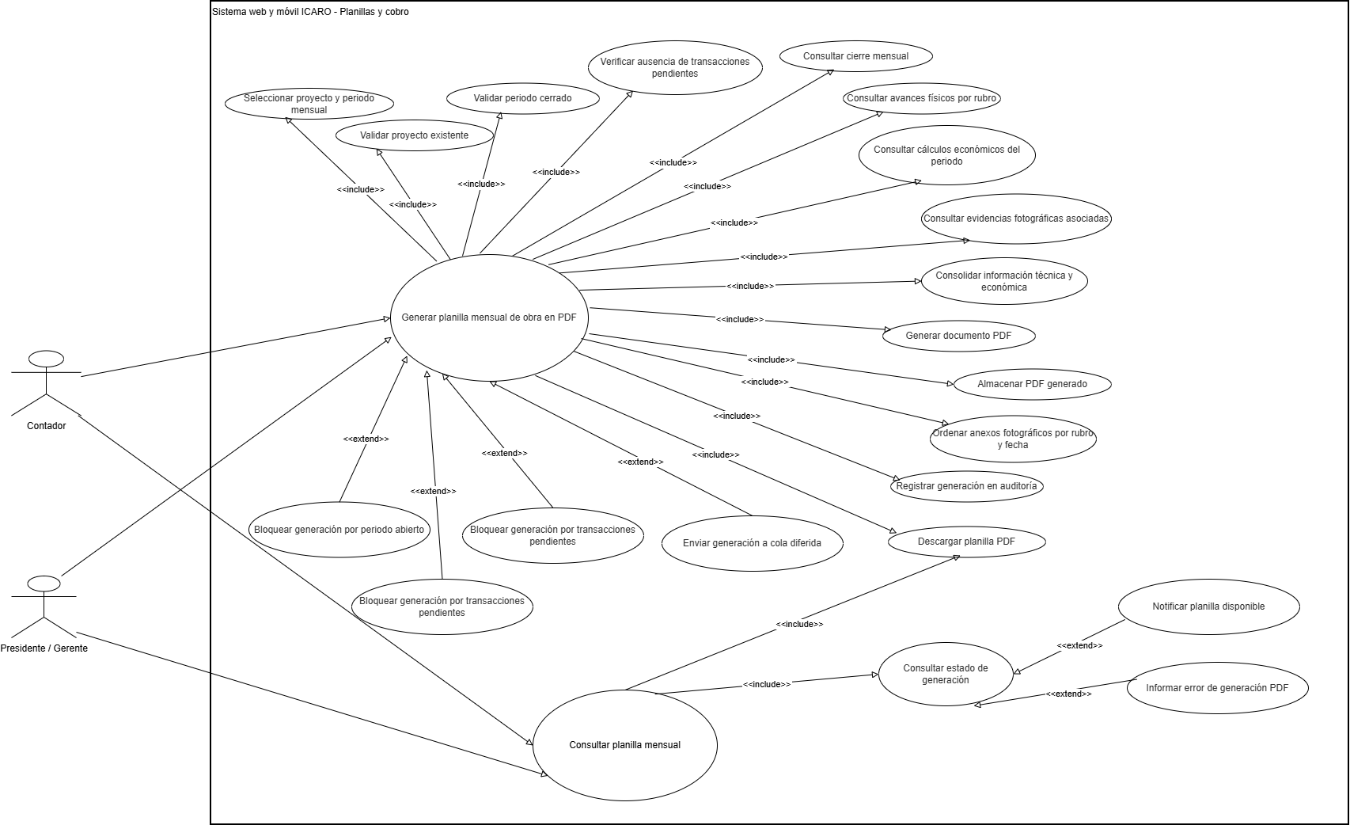 Sistema web y móvil ICARO - Planillas y cobro
Verificar ausencia de transacciones
pendientes
Consultar cierre mensual
Seleccionar proyecto y periodo
mensual
Validar periodo cerrado
Consultar avances físicos por rubro
Validar proyecto existente
Consultar cálculos económicos del
periodo
<<include>>
<<include>>
<<include>>
<<include>>
<<include>>
<<include>>
<<include>>
Consultar evidencias fotográficas asociadas
<<include>>
Consolidar información técnica y
económica
<<include>>
Generar planilla mensual de obra en PDF
<<include>>
Generar documento PDF
<<include>>
Almacenar PDF generado
<<include>>
Contador
<<include>>
Ordenar anexos fotográficos por rubro
y fecha
<<extend>>
<<extend>>
<<extend>>
<<include>>
<<extend>>
Registrar generación en auditoría
Bloquear generación por periodo abierto
Bloquear generación por transacciones
pendientes
Enviar generación a cola diferida
Descargar planilla PDF
Bloquear generación por transacciones
pendientes
Notificar planilla disponible
<<include>>
Presidente / Gerente
<<extend>>
Consultar estado de
generación
<<include>>
<<extend>>
Informar error de generación PDF
Consultar planilla mensual